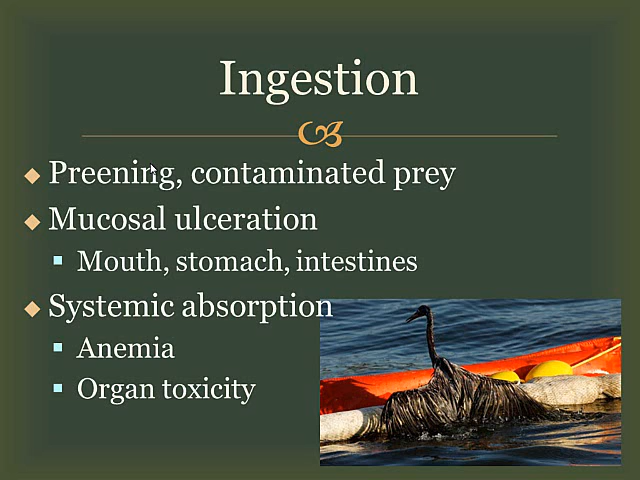 Ingestion
Preening, contaminated prey
Mucosal ulceration
Mouth, stomach, intestines
Systemic absorption
Anemia
Organ toxicity